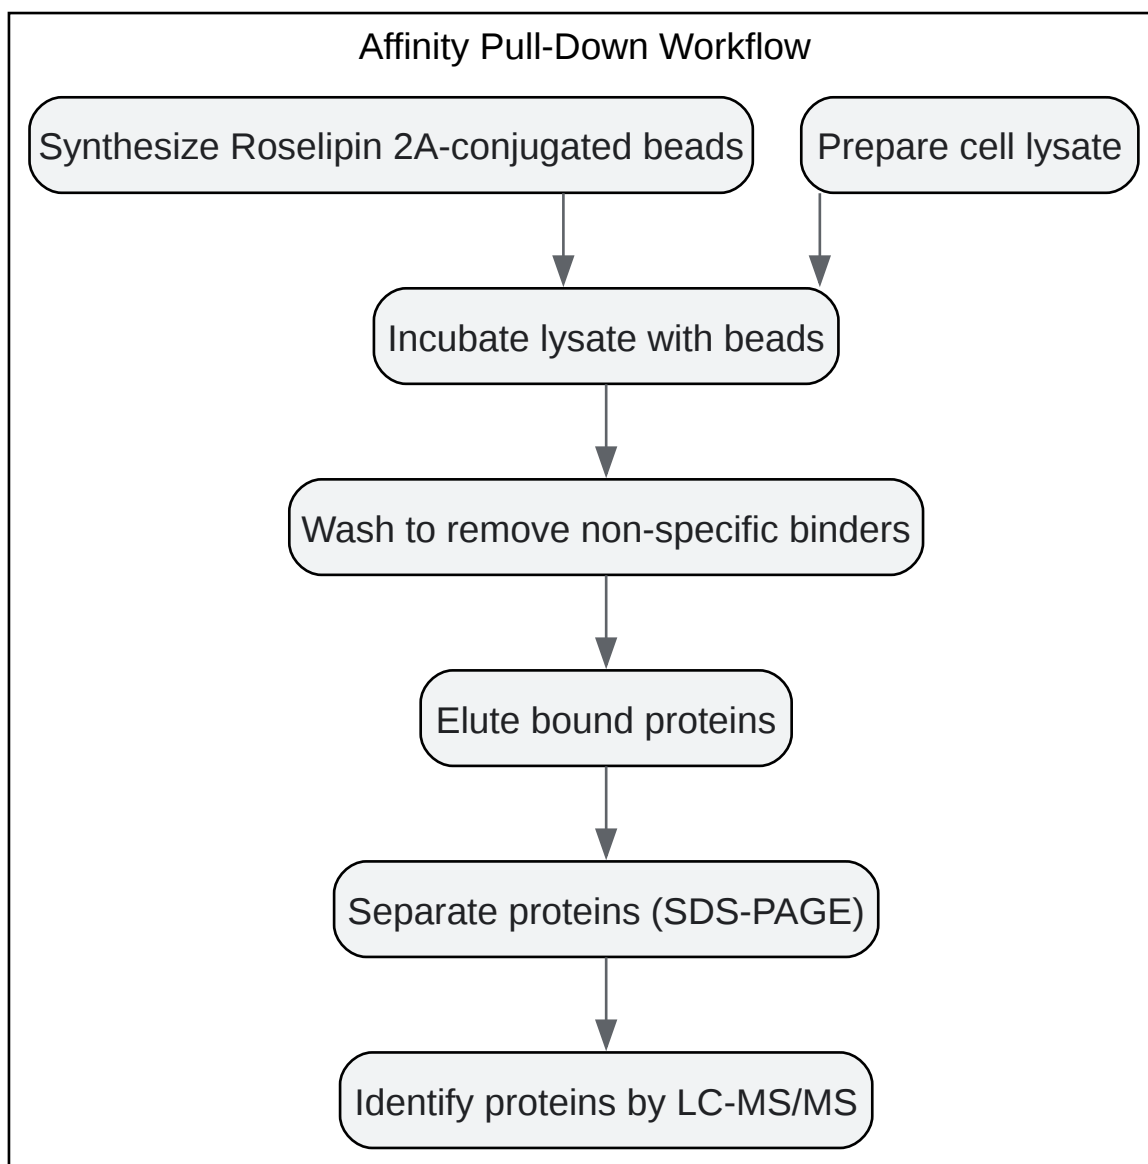 Affinity Pull-Down Workflow
Synthesize Roselipin 2A-conjugated beads
Prepare cell lysate
Incubate lysate with beads
Wash to remove non-specific binders
Elute bound proteins
Separate proteins (SDS-PAGE)
Identify proteins by LC-MS/MS